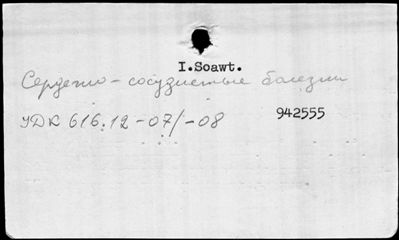 I.Soawt.
Сердечно-сосудистые болезни
УДК 616.12-07/-08
942555